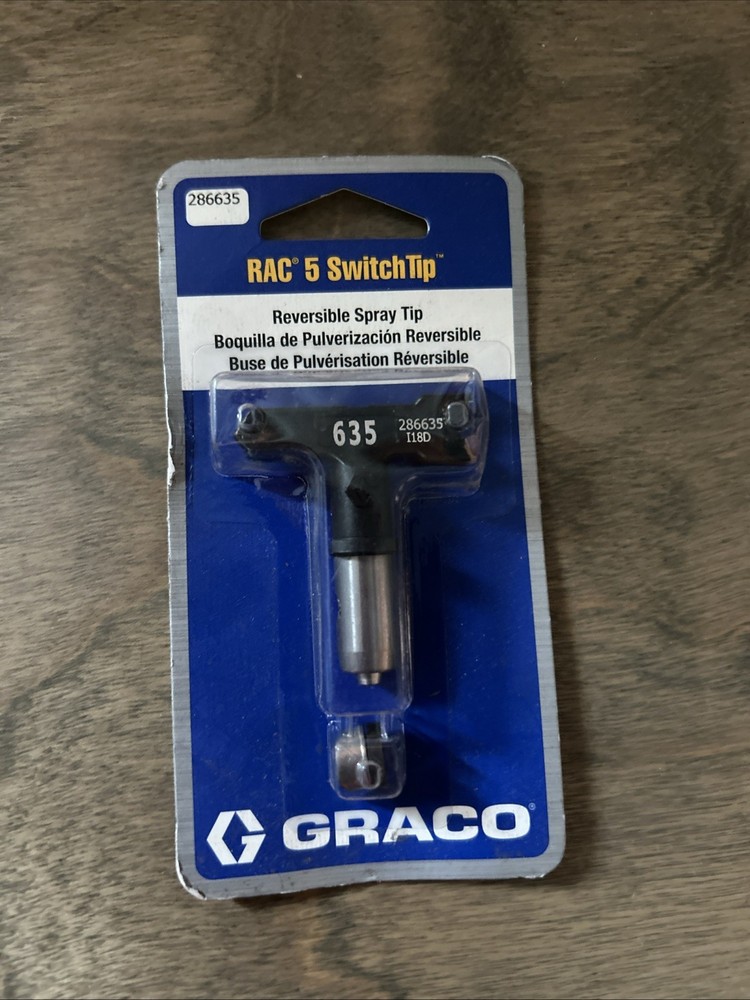 286635
RAC® 5 SwitchTip™
Reversible Spray Tip
Boquilla de Pulverización Reversible
Buse de Pulvérisation Réversible
635
286635
I18D
GRACO®